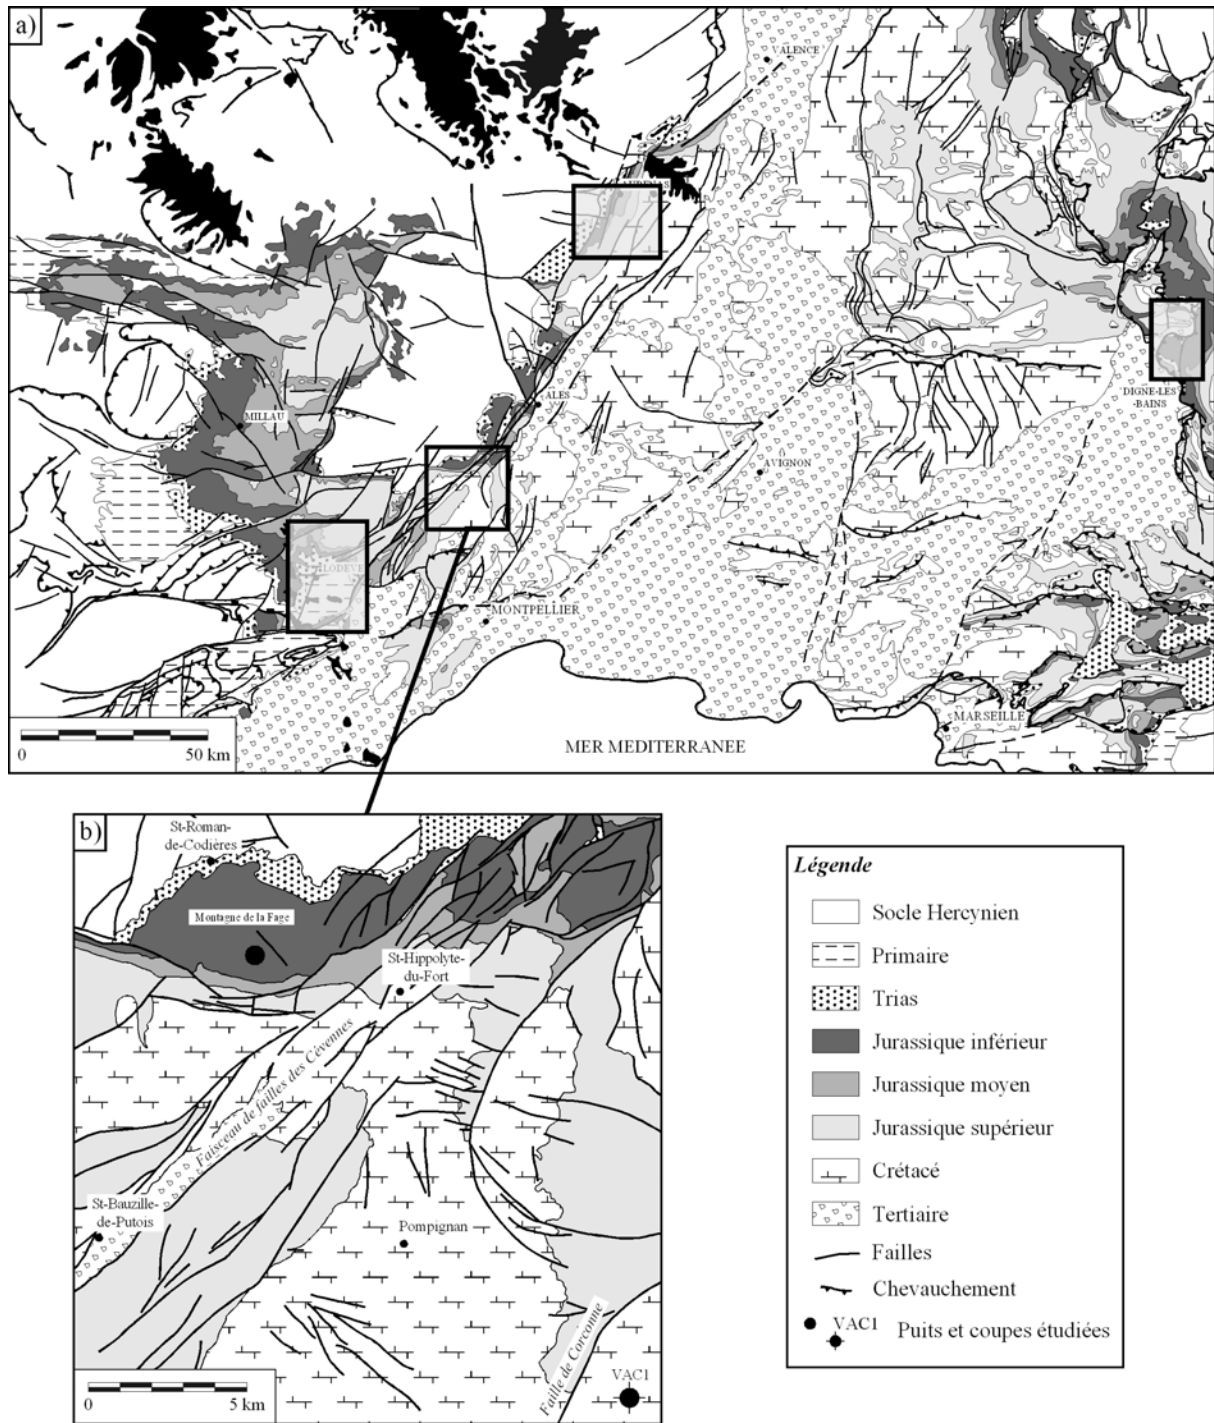 a)
VALENCE
AUBENAS
MILLAU
ALES
DIGNE-LES
-BAINS
AVIGNON
LODEVE
MONTPELLIER
MARSEILLE
MER MEDITERRANEE
0
50 km
b)
St-Roman-
de-Codières
Montagne de la Fage
St-Hippolyte-
du-Fort
Faisceau de failles des Cévennes
St-Bauzille-
de-Putois
Pompignan
Faille de Corconne
VAC1
0
5 km
Légende
Socle Hercynien
Primaire
Trias
Jurassique inférieur
Jurassique moyen
Jurassique supérieur
Crétacé
Tertiaire
Failles
Chevauchement
VAC1
Puits et coupes étudiées